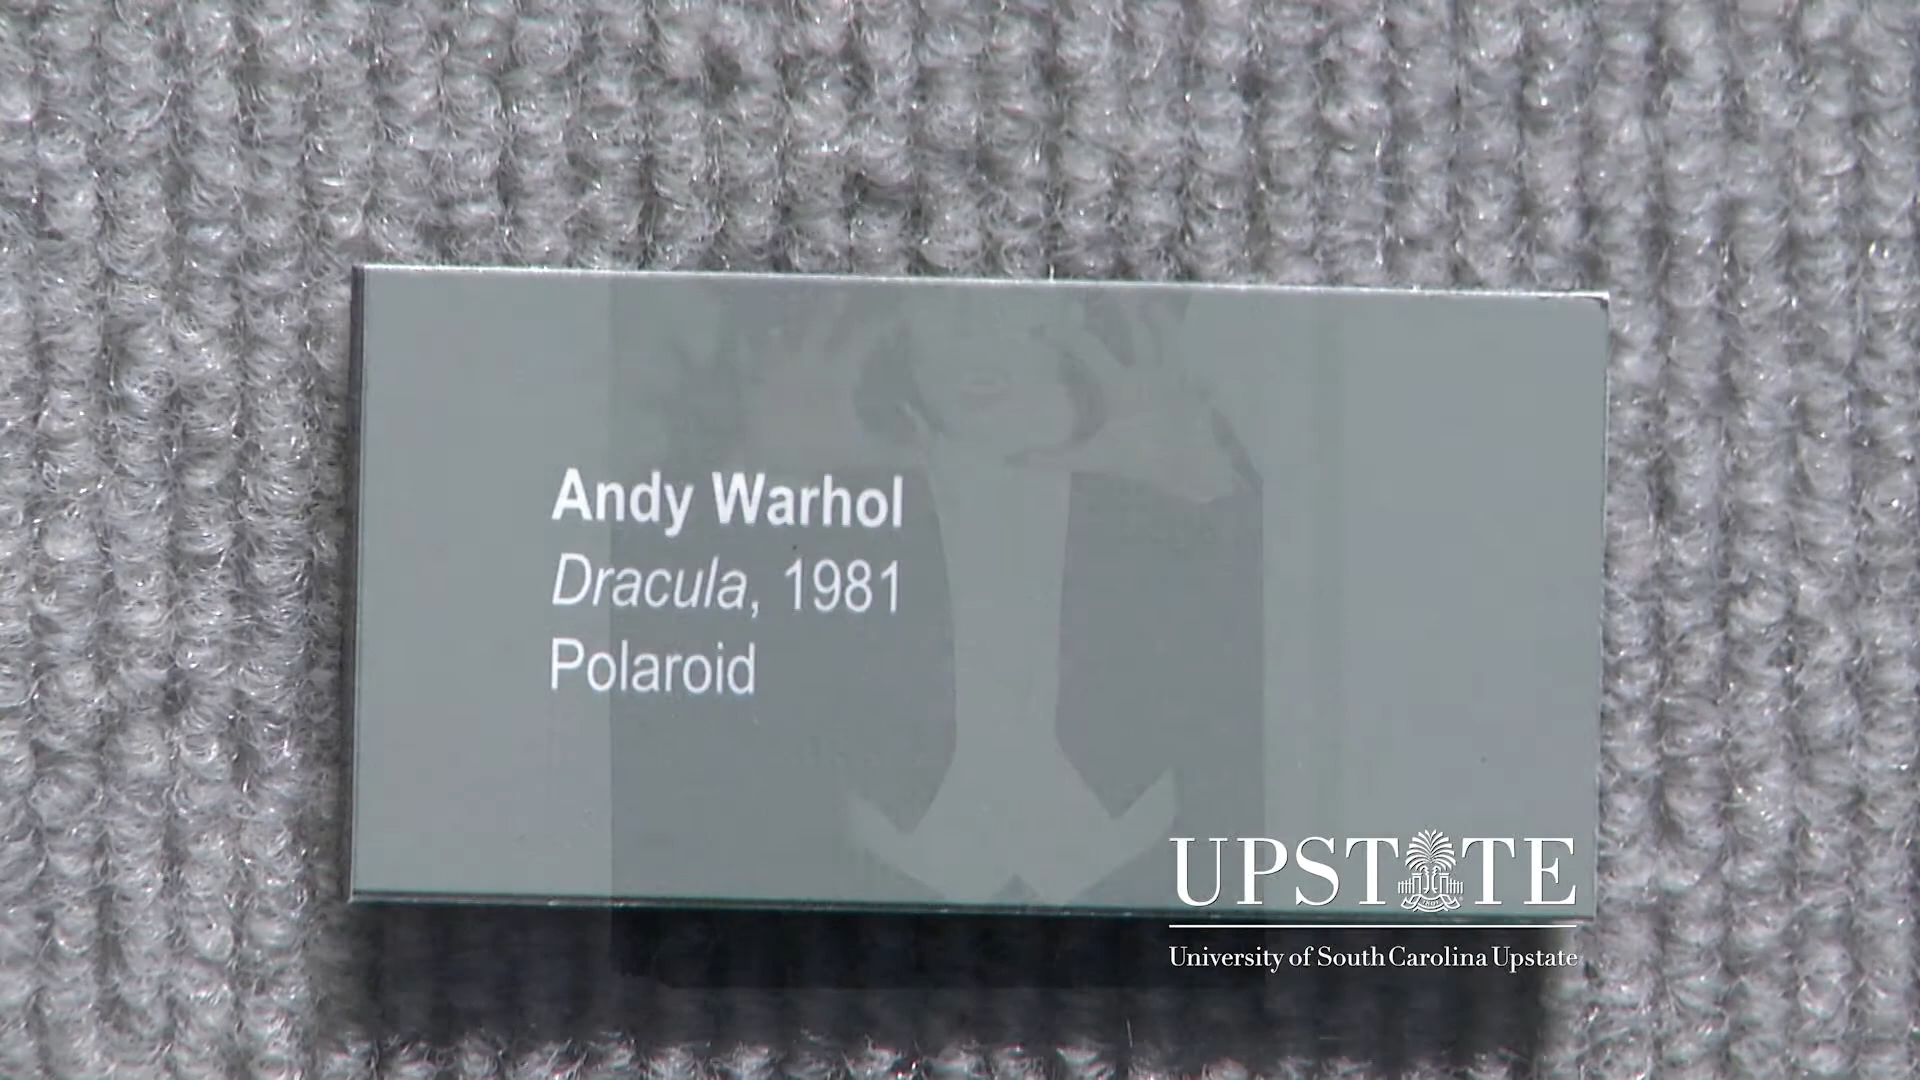 Andy Warhol
Dracula, 1981
Polaroid
UPSTATE
University of South Carolina Upstate